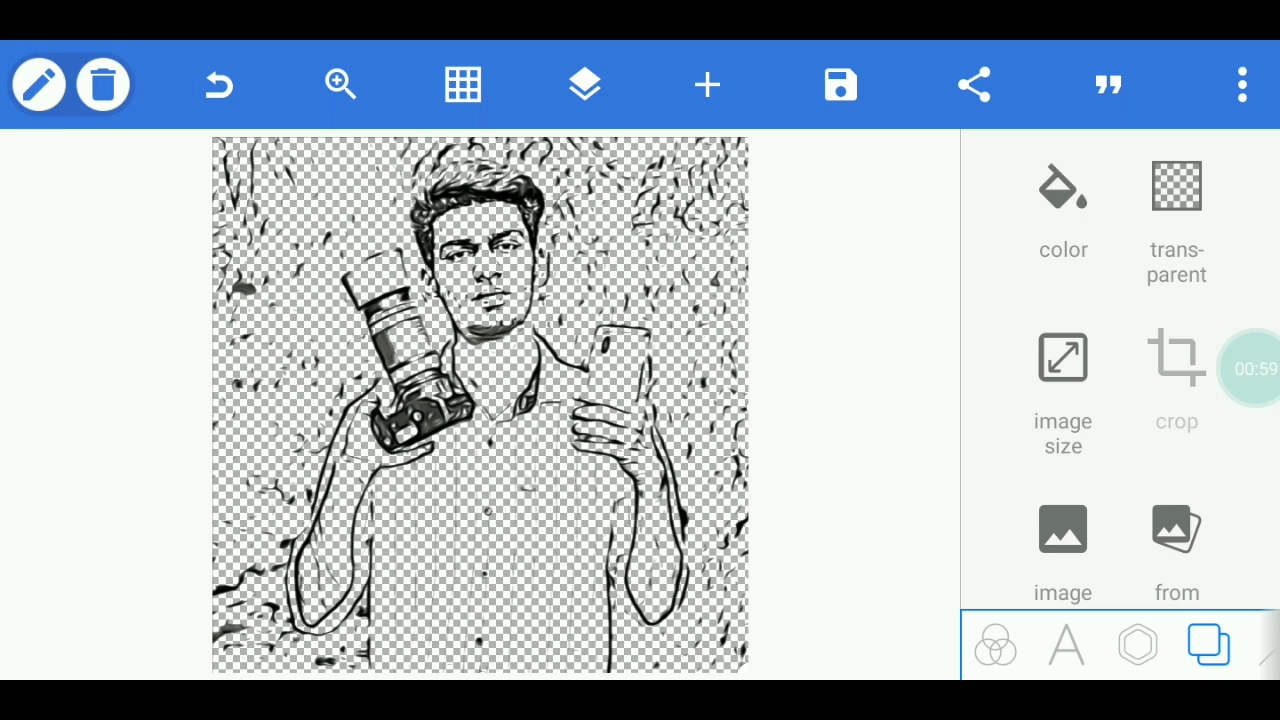 color
trans-
parent
00:59
image
size
crop
image
from